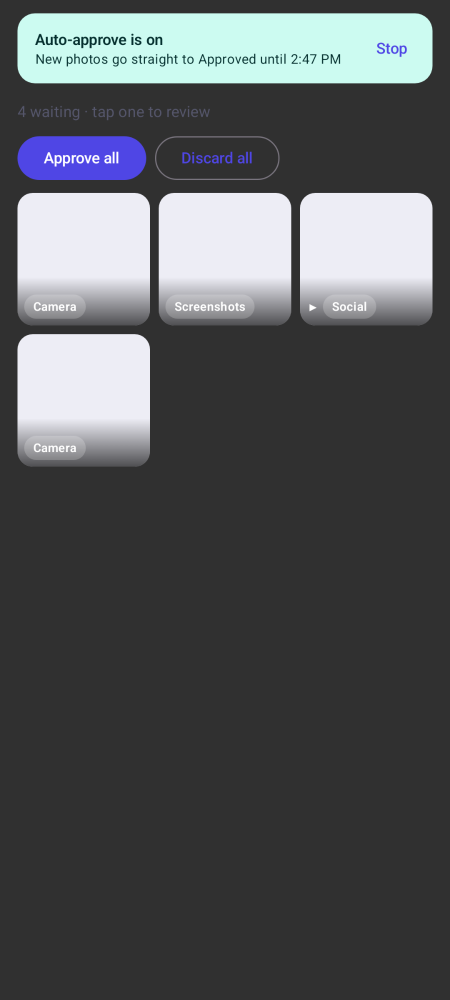 Auto-approve is on
New photos go straight to Approved until 2:47 PM
Stop
4 waiting · tap one to review
Approve all
Discard all
Camera
Screenshots
Social
Camera